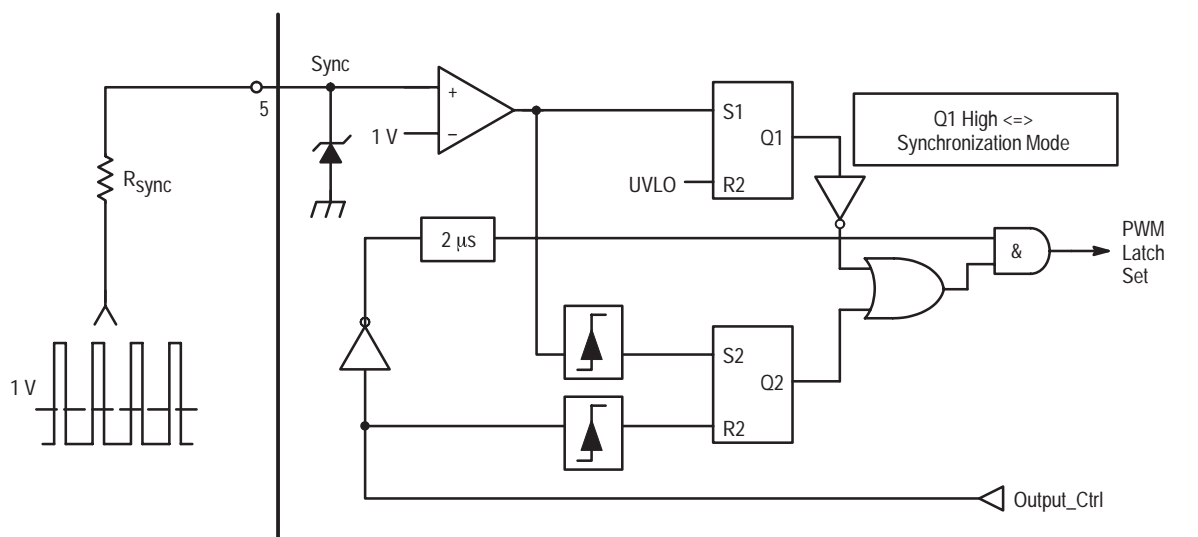 Sync
5
+
1 V
−
S1
Q1
R2
UVLO
Q1 High <=>
Synchronization Mode
Rsync
2 μs
&
PWM
Latch
Set
1 V
S2
Q2
R2
Output_Ctrl